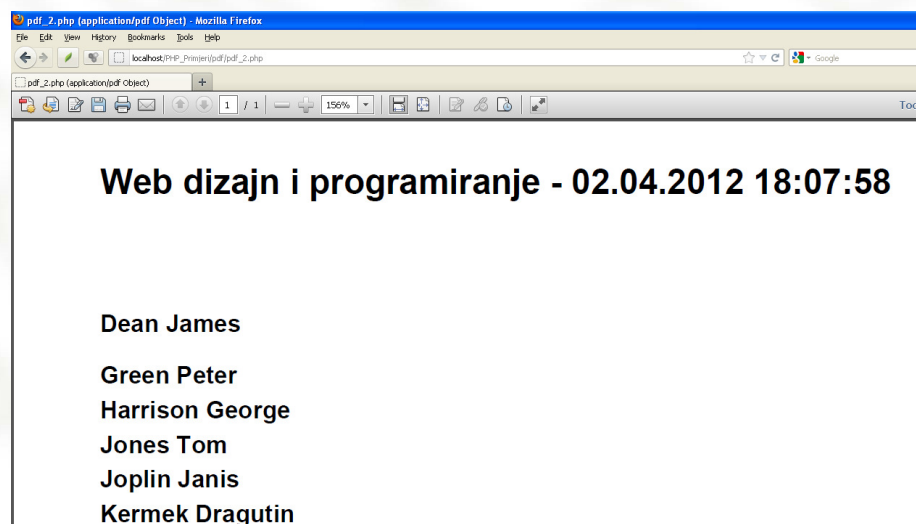 pdf_2.php (application/pdf Object) - Mozilla Firefox
File Edit View History Bookmarks Tools Help
localhost/PHP_Primjeri/pdf/pdf_2.php
Google
pdf_2.php (application/pdf Object)
1 / 1
156%
Web dizajn i programiranje - 02.04.2012 18:07:58
Dean James
Green Peter
Harrison George
Jones Tom
Joplin Janis
Kermek Dragutin